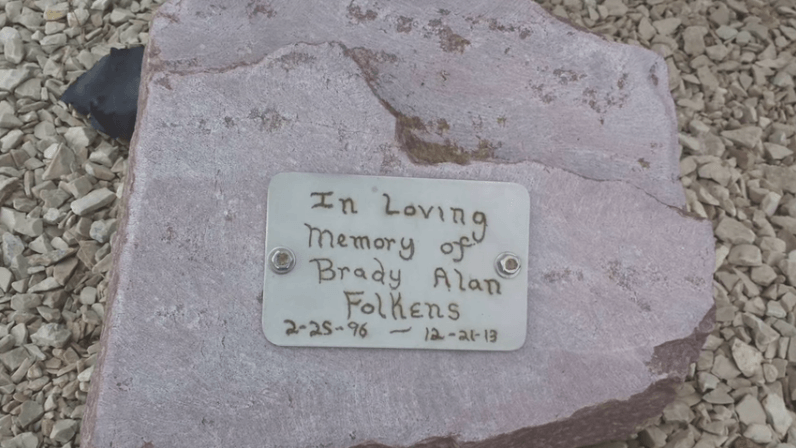 In Loving
Memory of
Brady Alan
Folkens
2-25-96 – 12-21-13